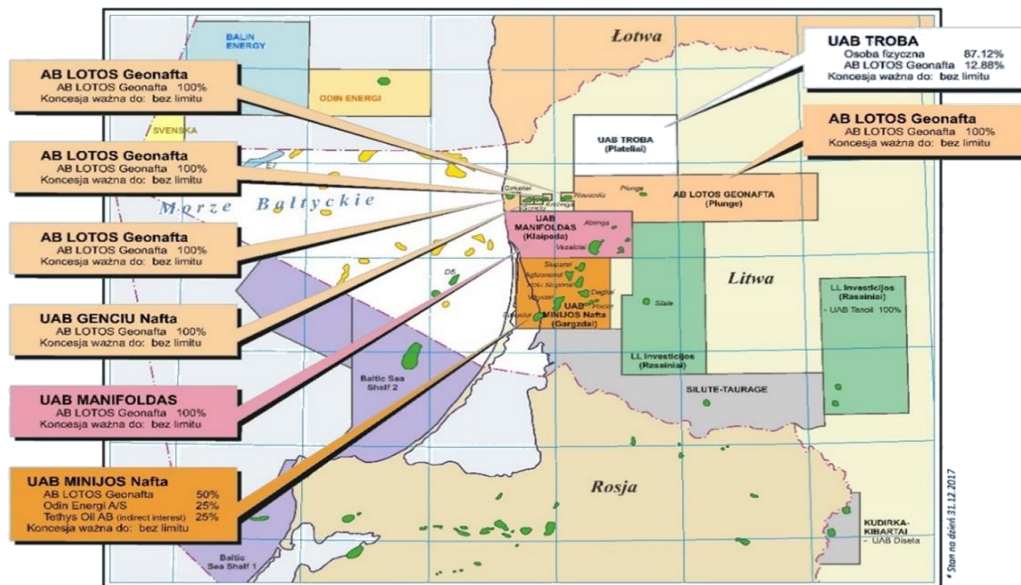 BALIN
ENERGY
ODIN ENERGI
SVENSKA
Łotwa
Morze Bałtyckie
AB LOTOS Geonafta
AB LOTOS Geonafta 100%
Koncesja ważna do: bez limitu
AB LOTOS Geonafta
AB LOTOS Geonafta 100%
Koncesja ważna do: bez limitu
AB LOTOS Geonafta
AB LOTOS Geonafta 100%
Koncesja ważna do: bez limitu
UAB GENCIU Nafta
AB LOTOS Geonafta 100%
Koncesja ważna do: bez limitu
UAB MANIFOLDAS
AB LOTOS Geonafta 100%
Koncesja ważna do: bez limitu
UAB MINIJOS Nafta
AB LOTOS Geonafta 50%
Odin Energi A/S 25%
Tethys Oil AB (indirect interest) 25%
Koncesja ważna do: bez limitu
UAB TROBA
Osoba fizyczna 87.12%
AB LOTOS Geonafta 12.88%
Koncesja ważna do: bez limitu
AB LOTOS Geonafta
AB LOTOS Geonafta 100%
Koncesja ważna do: bez limitu
UAB TROBA
(Plateliai)
Plunge
AB LOTOS GEONAFTA
(Plunge)
UAB
MANIFOLDAS
(Klaipeda)
UAB
MINIJOS Nafta
(Gargzdai)
Silale
LL Investicijos
(Raseiniai)
Litwa
LL Investicijos
(Raseiniai)
- UAB Tanoil 100%
SILUTE-TAURAGE
Baltic Sea
Shelf 2
Baltic
Sea Shelf 1
Rosja
KUDIRKA-
KIBARTAI
- UAB Diseta
* Stan na dzień 31.12.2017